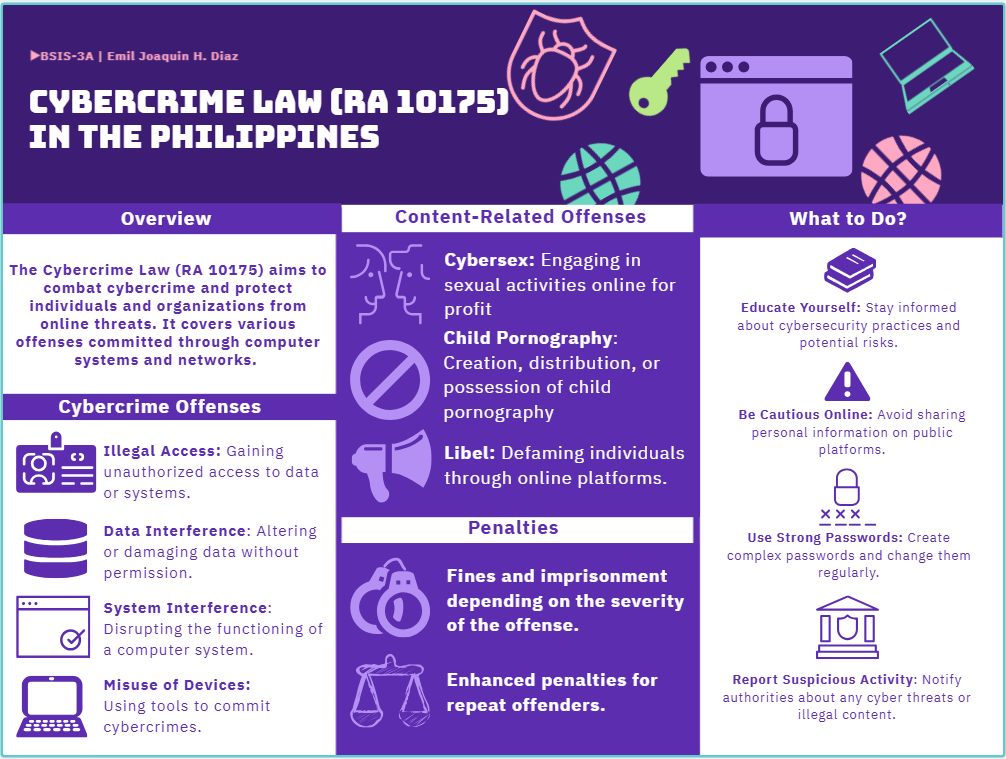 ▶BSIS-3A | Emil Joaquin H. Diaz
CYBERCRIME LAW (RA 10175)
IN THE PHILIPPINES
Overview
The Cybercrime Law (RA 10175) aims to
combat cybercrime and protect
individuals and organizations from
online threats. It covers various
offenses committed through computer
systems and networks.
Cybercrime Offenses
Illegal Access: Gaining
unauthorized access to data
or systems.
Data Interference: Altering
or damaging data without
permission.
System Interference:
Disrupting the functioning of
a computer system.
Misuse of Devices:
Using tools to commit
cybercrimes.
Content-Related Offenses
Cybersex: Engaging in
sexual activities online for
profit
Child Pornography:
Creation, distribution, or
possession of child
pornography
Libel: Defaming individuals
through online platforms.
Penalties
Fines and imprisonment
depending on the severity
of the offense.
Enhanced penalties for
repeat offenders.
What to Do?
Educate Yourself: Stay informed
about cybersecurity practices and
potential risks.
Be Cautious Online: Avoid sharing
personal information on public
platforms.
Use Strong Passwords: Create
complex passwords and change them
regularly.
Report Suspicious Activity: Notify
authorities about any cyber threats or
illegal content.